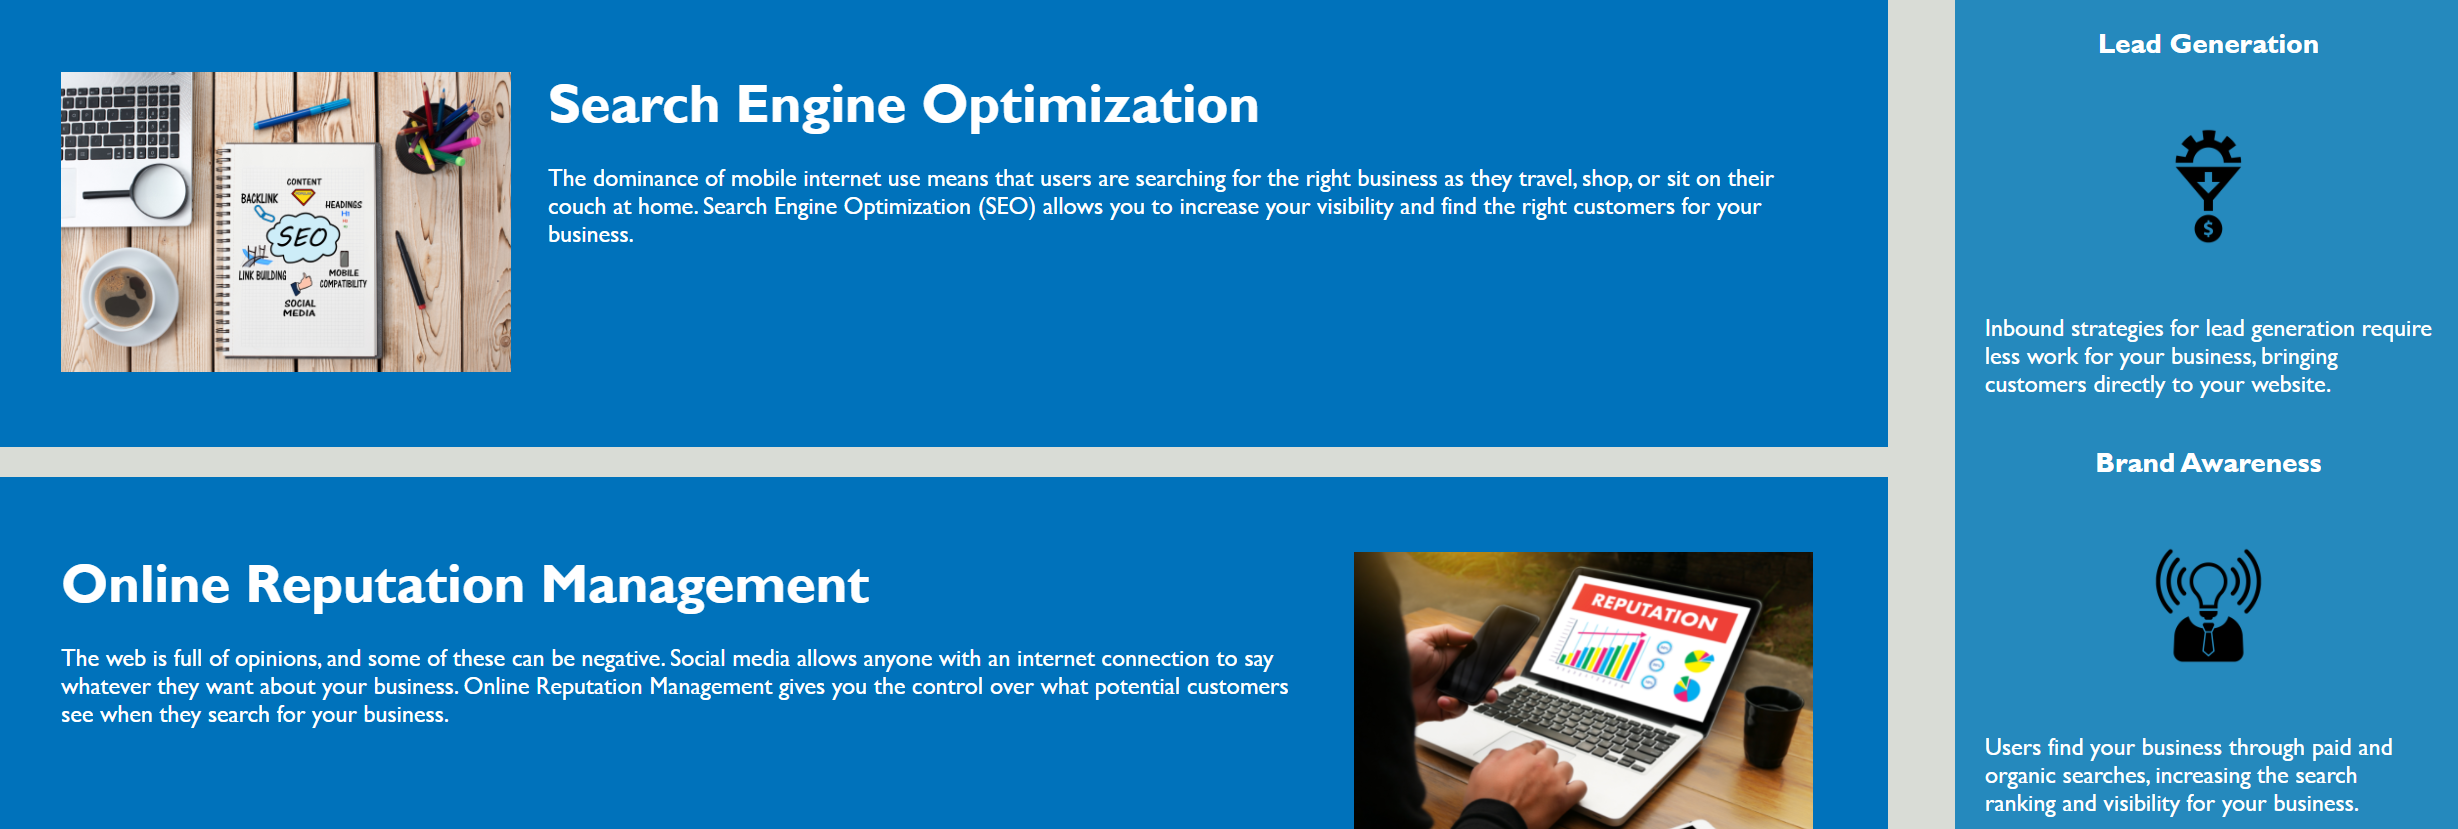 Search Engine Optimization
The dominance of mobile internet use means that users are searching for the right business as they travel, shop, or sit on their
couch at home. Search Engine Optimization (SEO) allows you to increase your visibility and find the right customers for your
business.
CONTENT
BACKLINK
HEADINGS
H1
SEO
LINK BUILDING
MOBILE
COMPATIBILITY
SOCIAL
MEDIA
Online Reputation Management
The web is full of opinions, and some of these can be negative. Social media allows anyone with an internet connection to say
whatever they want about your business. Online Reputation Management gives you the control over what potential customers
see when they search for your business.
REPUTATION
Lead Generation
$
Inbound strategies for lead generation require
less work for your business, bringing
customers directly to your website.
Brand Awareness
Users find your business through paid and
organic searches, increasing the search
ranking and visibility for your business.